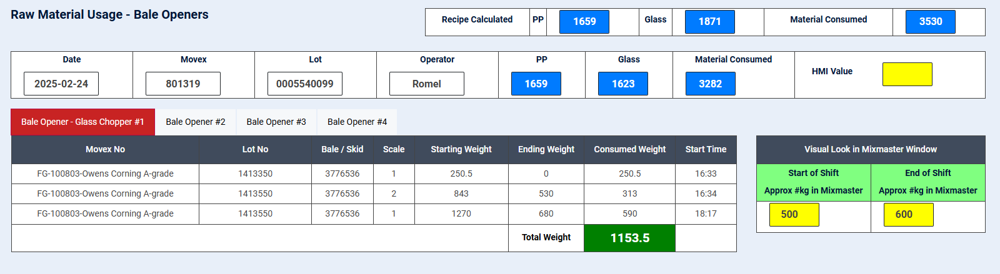 Raw Material Usage - Bale Openers
Recipe Calculated PP 1659 Glass 1871 Material Consumed 3530
Date Movex Lot Operator PP Glass Material Consumed HMI Value
2025-02-24 801319 0005540099 Romel 1659 1623 3282
Bale Opener - Glass Chopper #1 Bale Opener #2 Bale Opener #3 Bale Opener #4
Movex No Lot No Bale / Skid Scale Starting Weight Ending Weight Consumed Weight Start Time
FG-100803-Owens Corning A-grade 1413350 3776536 1 250.5 0 250.5 16:33
FG-100803-Owens Corning A-grade 1413550 3776536 2 843 530 313 16:34
FG-100803-Owens Corning A-grade 1413550 3776536 1 1270 680 590 18:17
Total Weight 1153.5
Visual Look in Mixmaster Window
Start of Shift End of Shift
Approx #kg in Mixmaster Approx #kg in Mixmaster
500 600